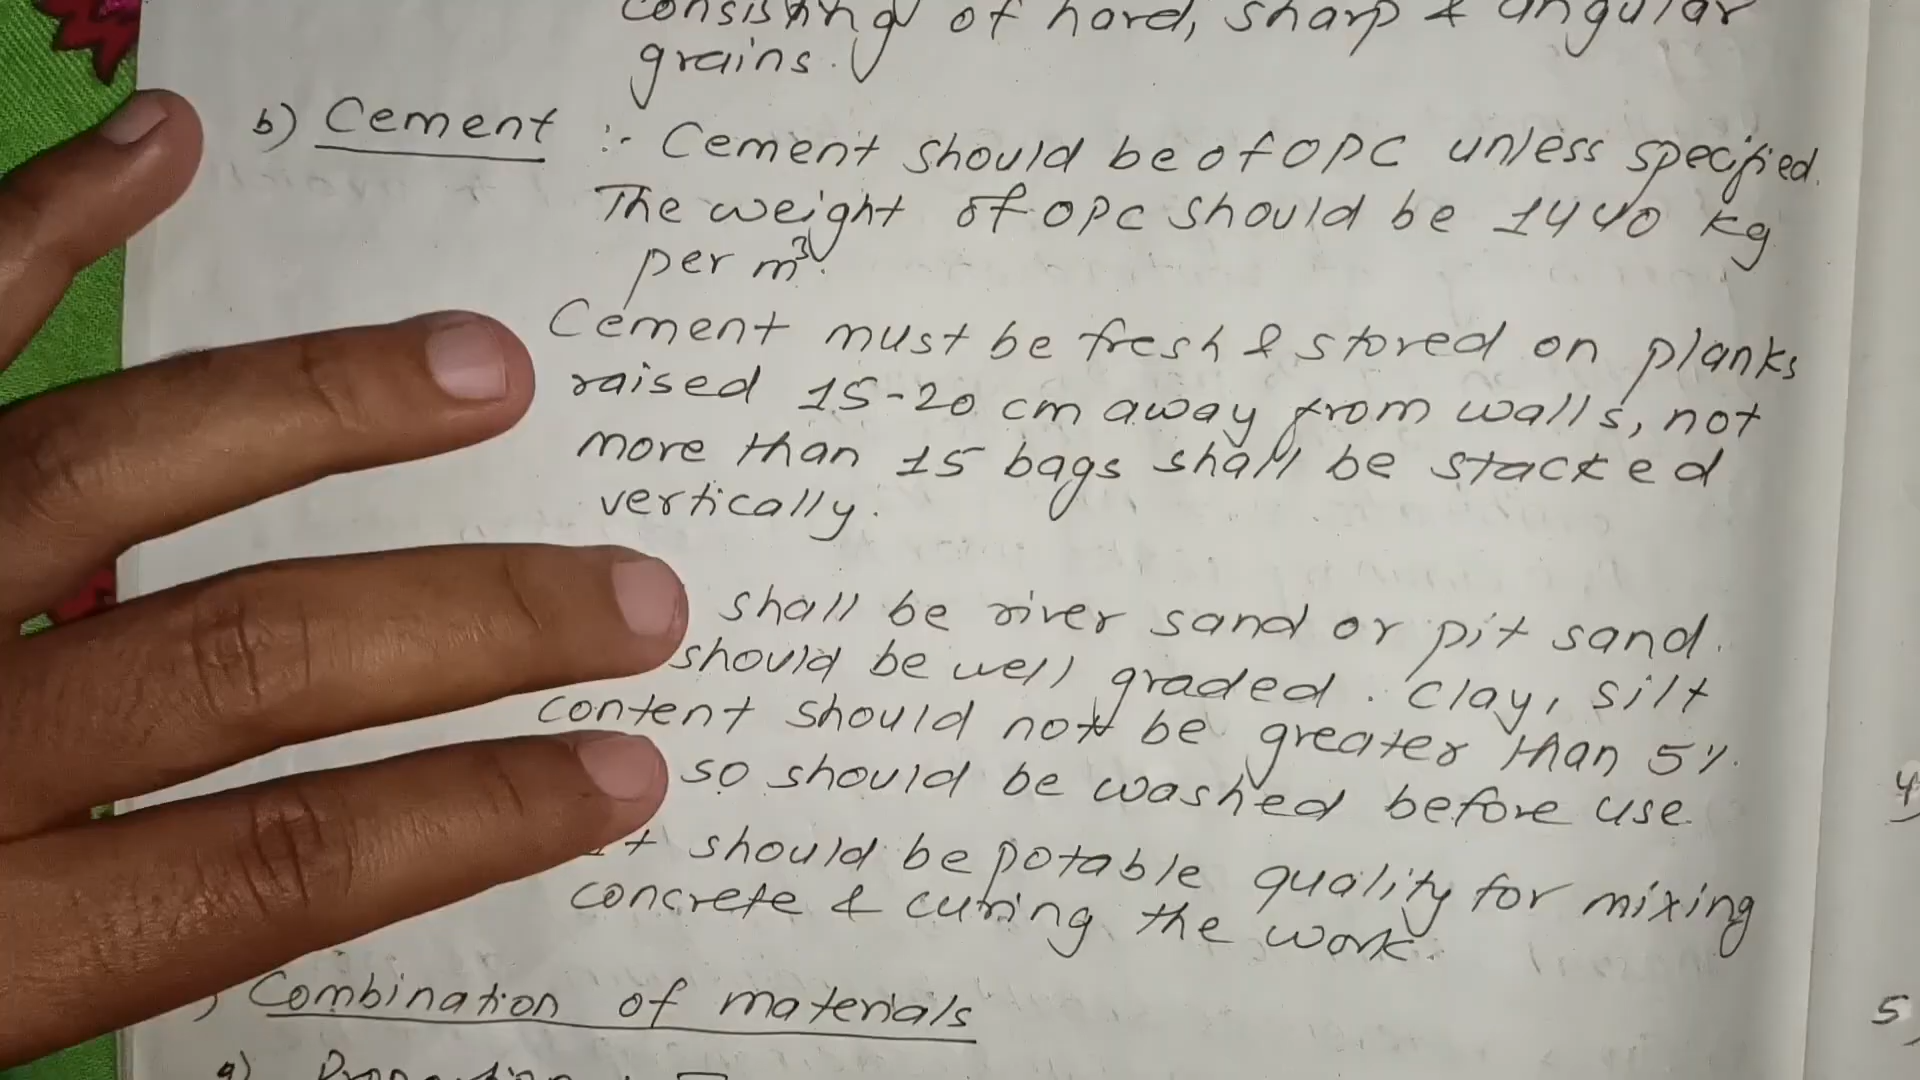 consisting of hard, sharp & angular
grains.
b) Cement :- Cement should be of OPC unless specified.
The weight of OPC should be 1440 kg
per m³.
Cement must be fresh & stored on planks
raised 15-20 cm away from walls, not
more than 15 bags shall be stacked
vertically.
shall be river sand or pit sand.
should be well graded. Clay, silt
content should not be greater than 5%.
so should be washed before use
It should be potable quality for mixing
concrete & curing the work.
Combination of materials
a)
4
5